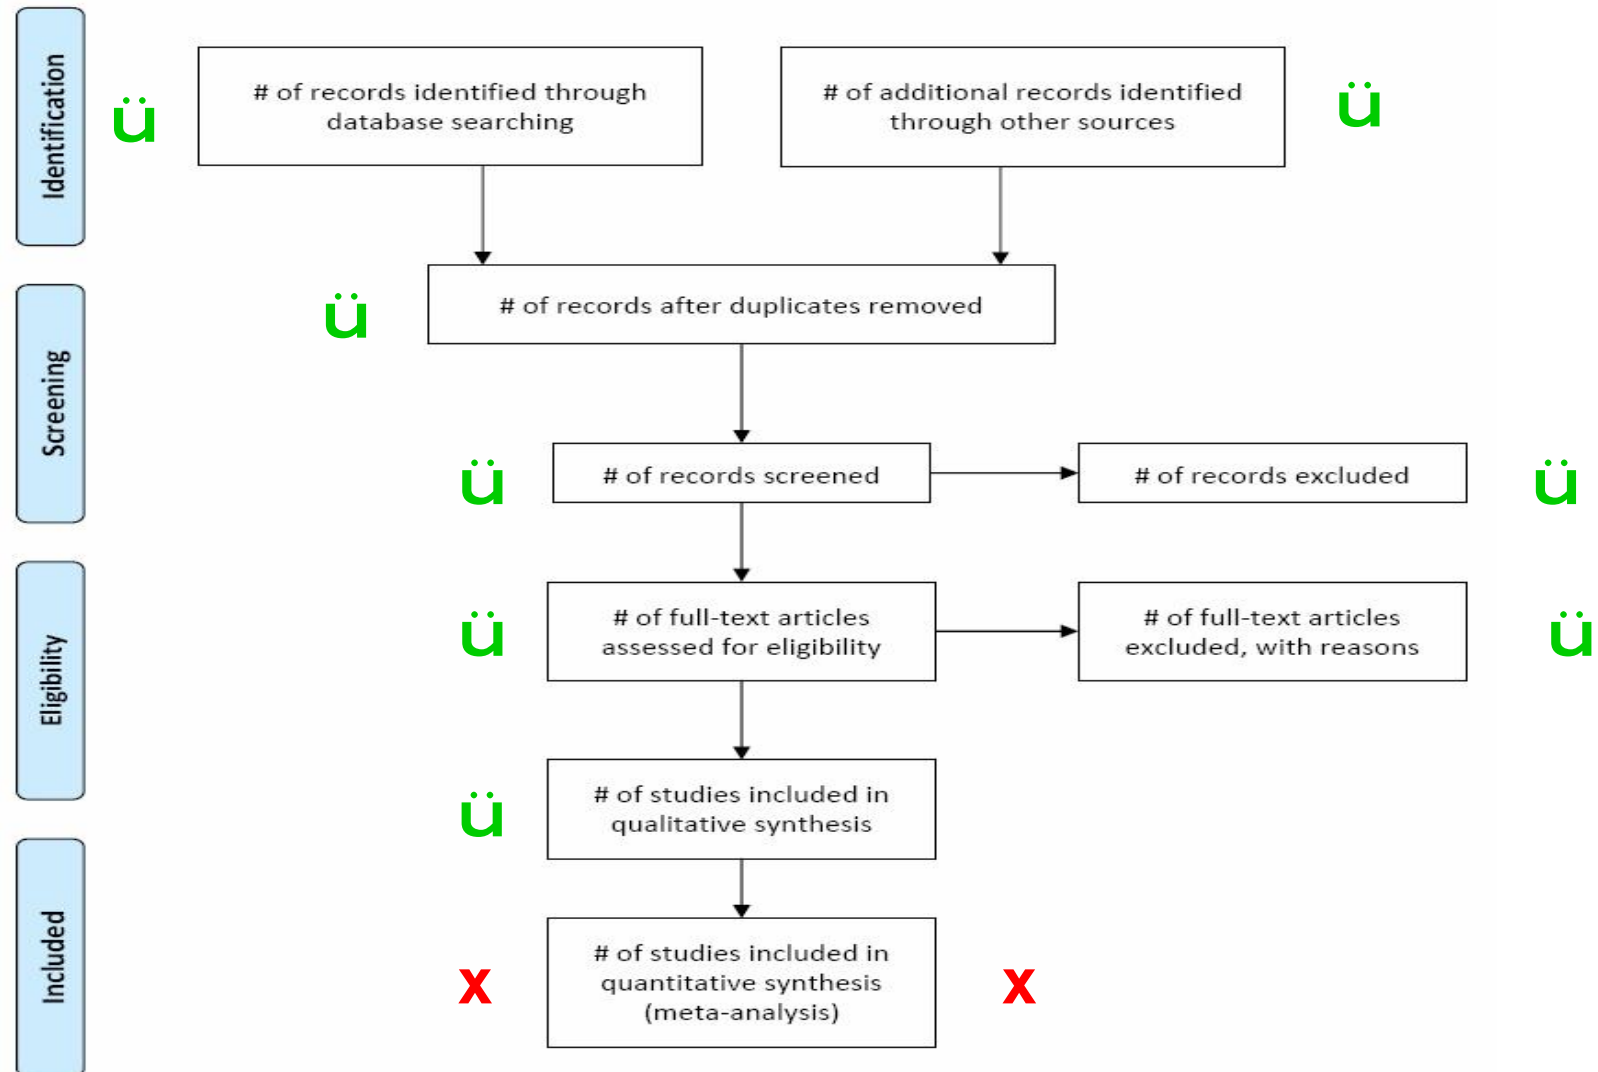 Identification
ü
# of records identified through
database searching
# of additional records identified
through other sources
ü
Screening
ü
# of records after duplicates removed
ü
# of records screened
# of records excluded
ü
Eligibility
ü
# of full-text articles
assessed for eligibility
# of full-text articles
excluded, with reasons
ü
ü
# of studies included in
qualitative synthesis
Included
x
# of studies included in
quantitative synthesis
(meta-analysis)
x